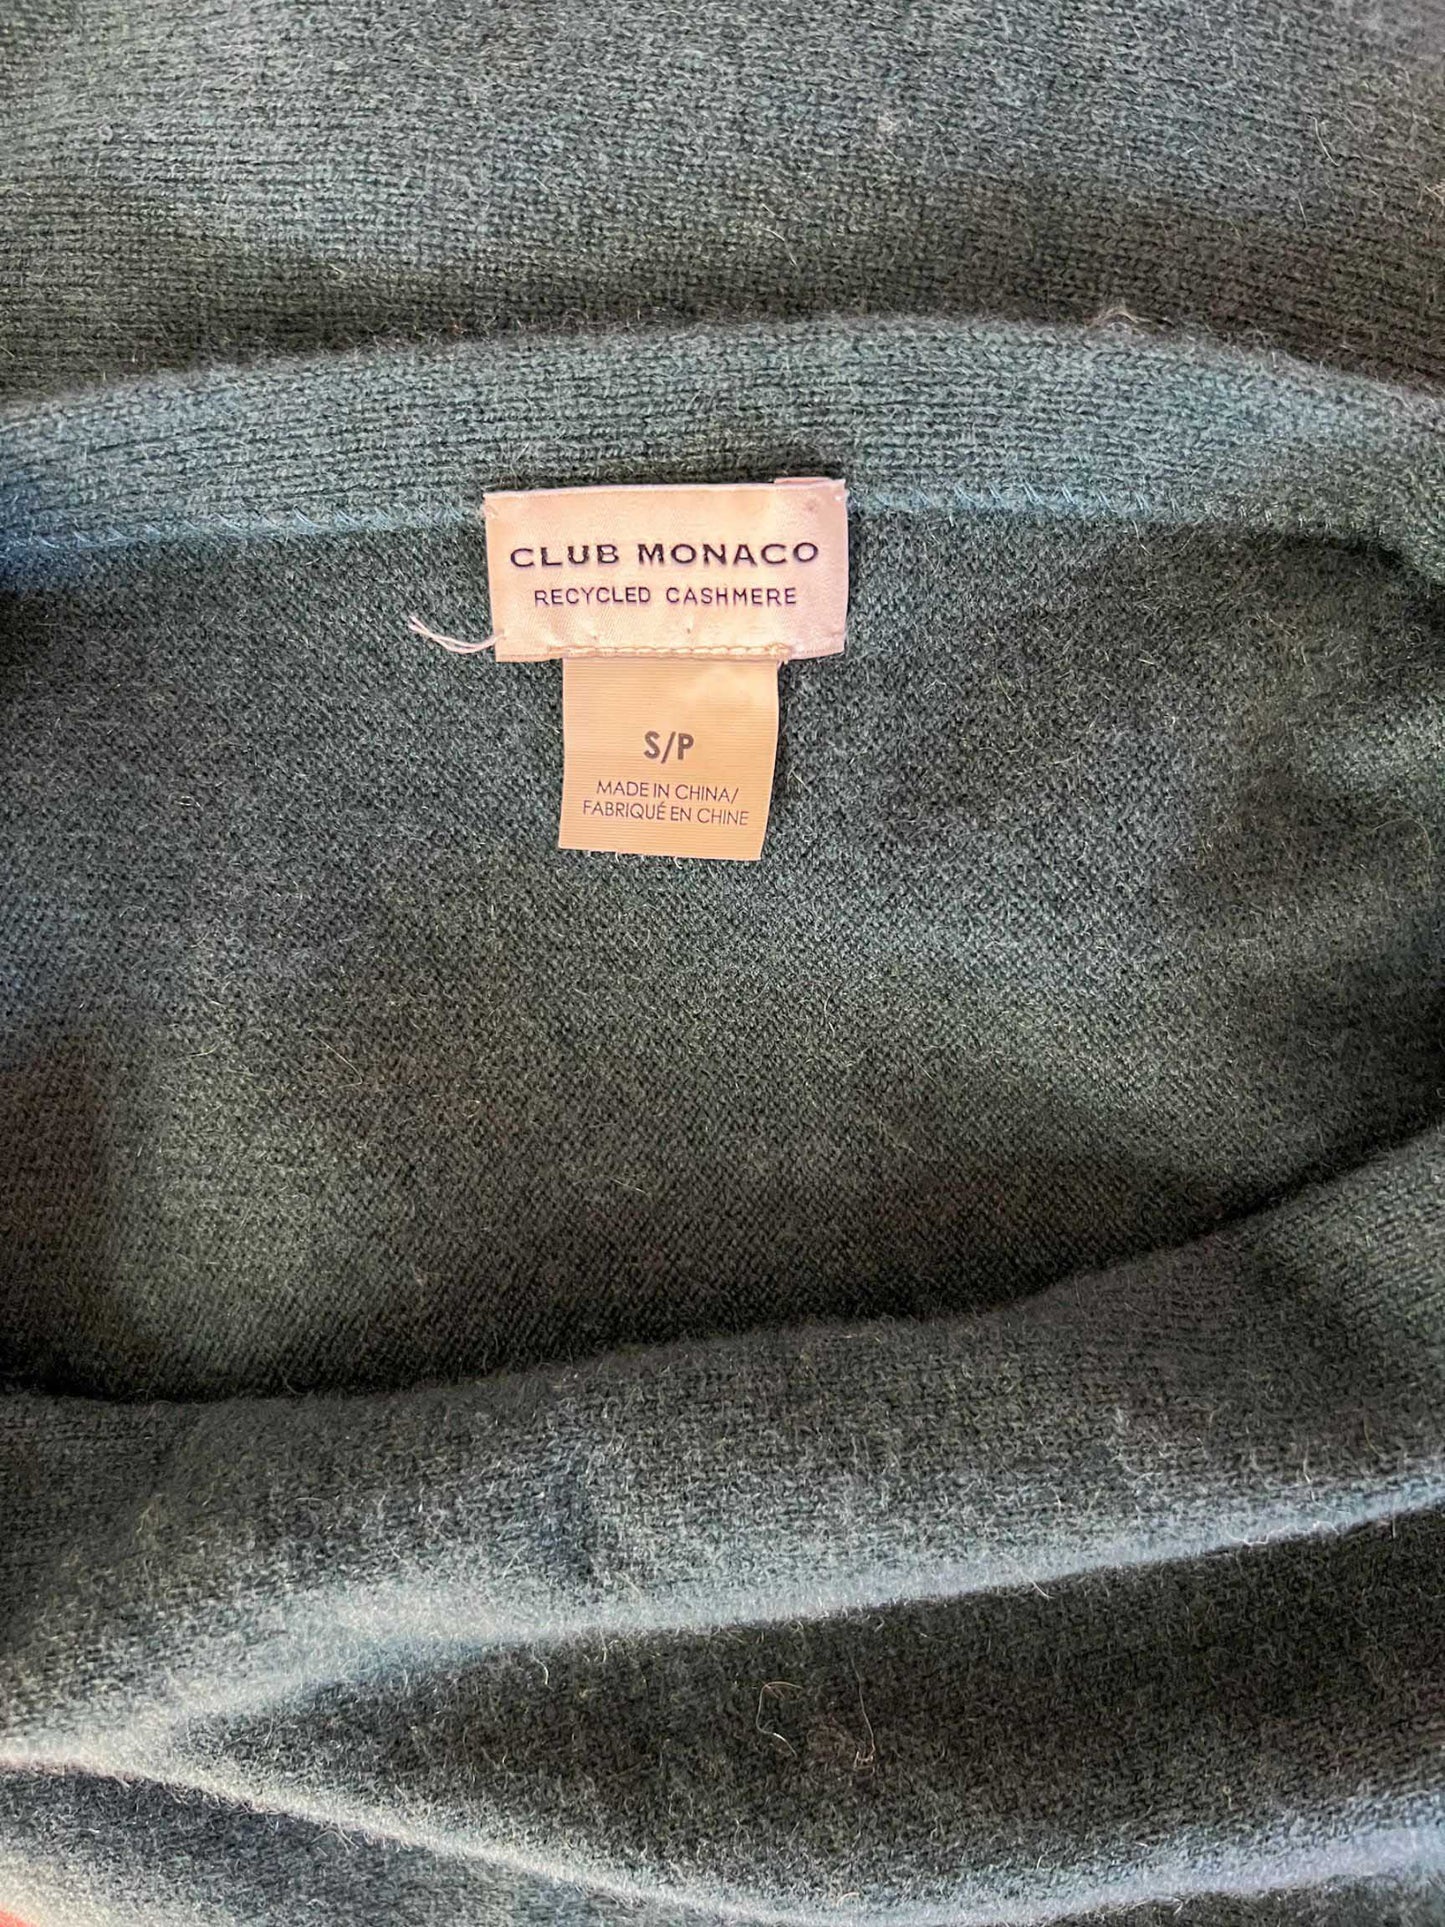 CLUB MONACO
RECYCLED CASHMERE
S/P
MADE IN CHINA/
FABRIQUÉ EN CHINE